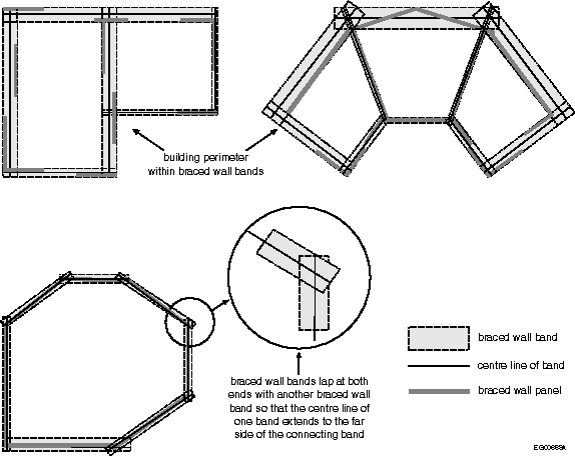 building perimeter
within braced wall bands
braced wall band
centre line of band
braced wall panel
braced wall bands lap at both
ends with another braced wall
band so that the centre line of
one band extends to the far
side of the connecting band